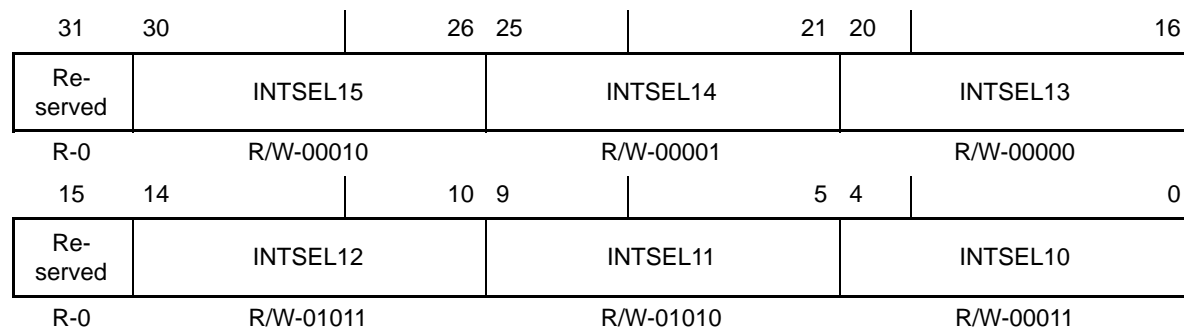 31 30 26 25 21 20 16
Re-
served INTSEL15 INTSEL14 INTSEL13
R-0 R/W-00010 R/W-00001 R/W-00000
15 14 10 9 5 4 0
Re-
served INTSEL12 INTSEL11 INTSEL10
R-0 R/W-01011 R/W-01010 R/W-00011